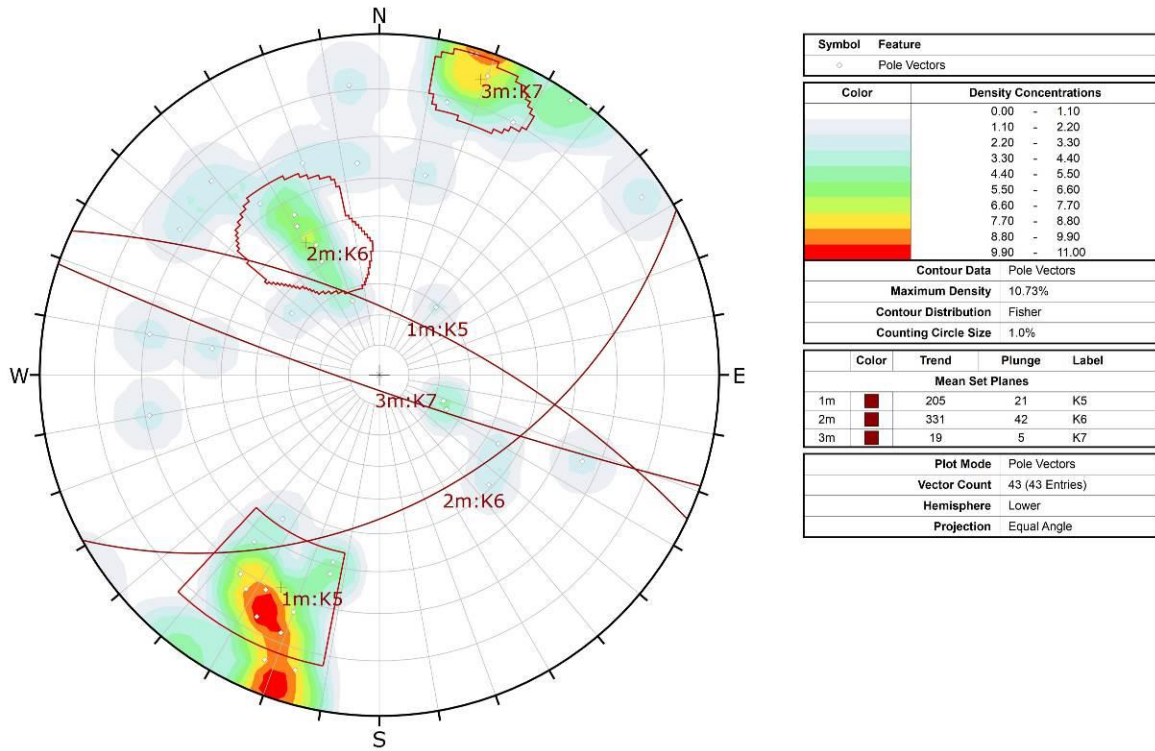 N
3m:K7
2m:K6
1m:K5
W
E
3m:K7
2m:K6
1m:K5
S
Symbol Feature
Pole Vectors
Color Density Concentrations
0.00 - 1.10
1.10 - 2.20
2.20 - 3.30
3.30 - 4.40
4.40 - 5.50
5.50 - 6.60
6.60 - 7.70
7.70 - 8.80
8.80 - 9.90
9.90 - 11.00
Contour Data Pole Vectors
Maximum Density 10.73%
Contour Distribution Fisher
Counting Circle Size 1.0%
Color Trend Plunge Label
Mean Set Planes
1m 205 21 K5
2m 331 42 K6
3m 19 5 K7
Plot Mode Pole Vectors
Vector Count 43 (43 Entries)
Hemisphere Lower
Projection Equal Angle